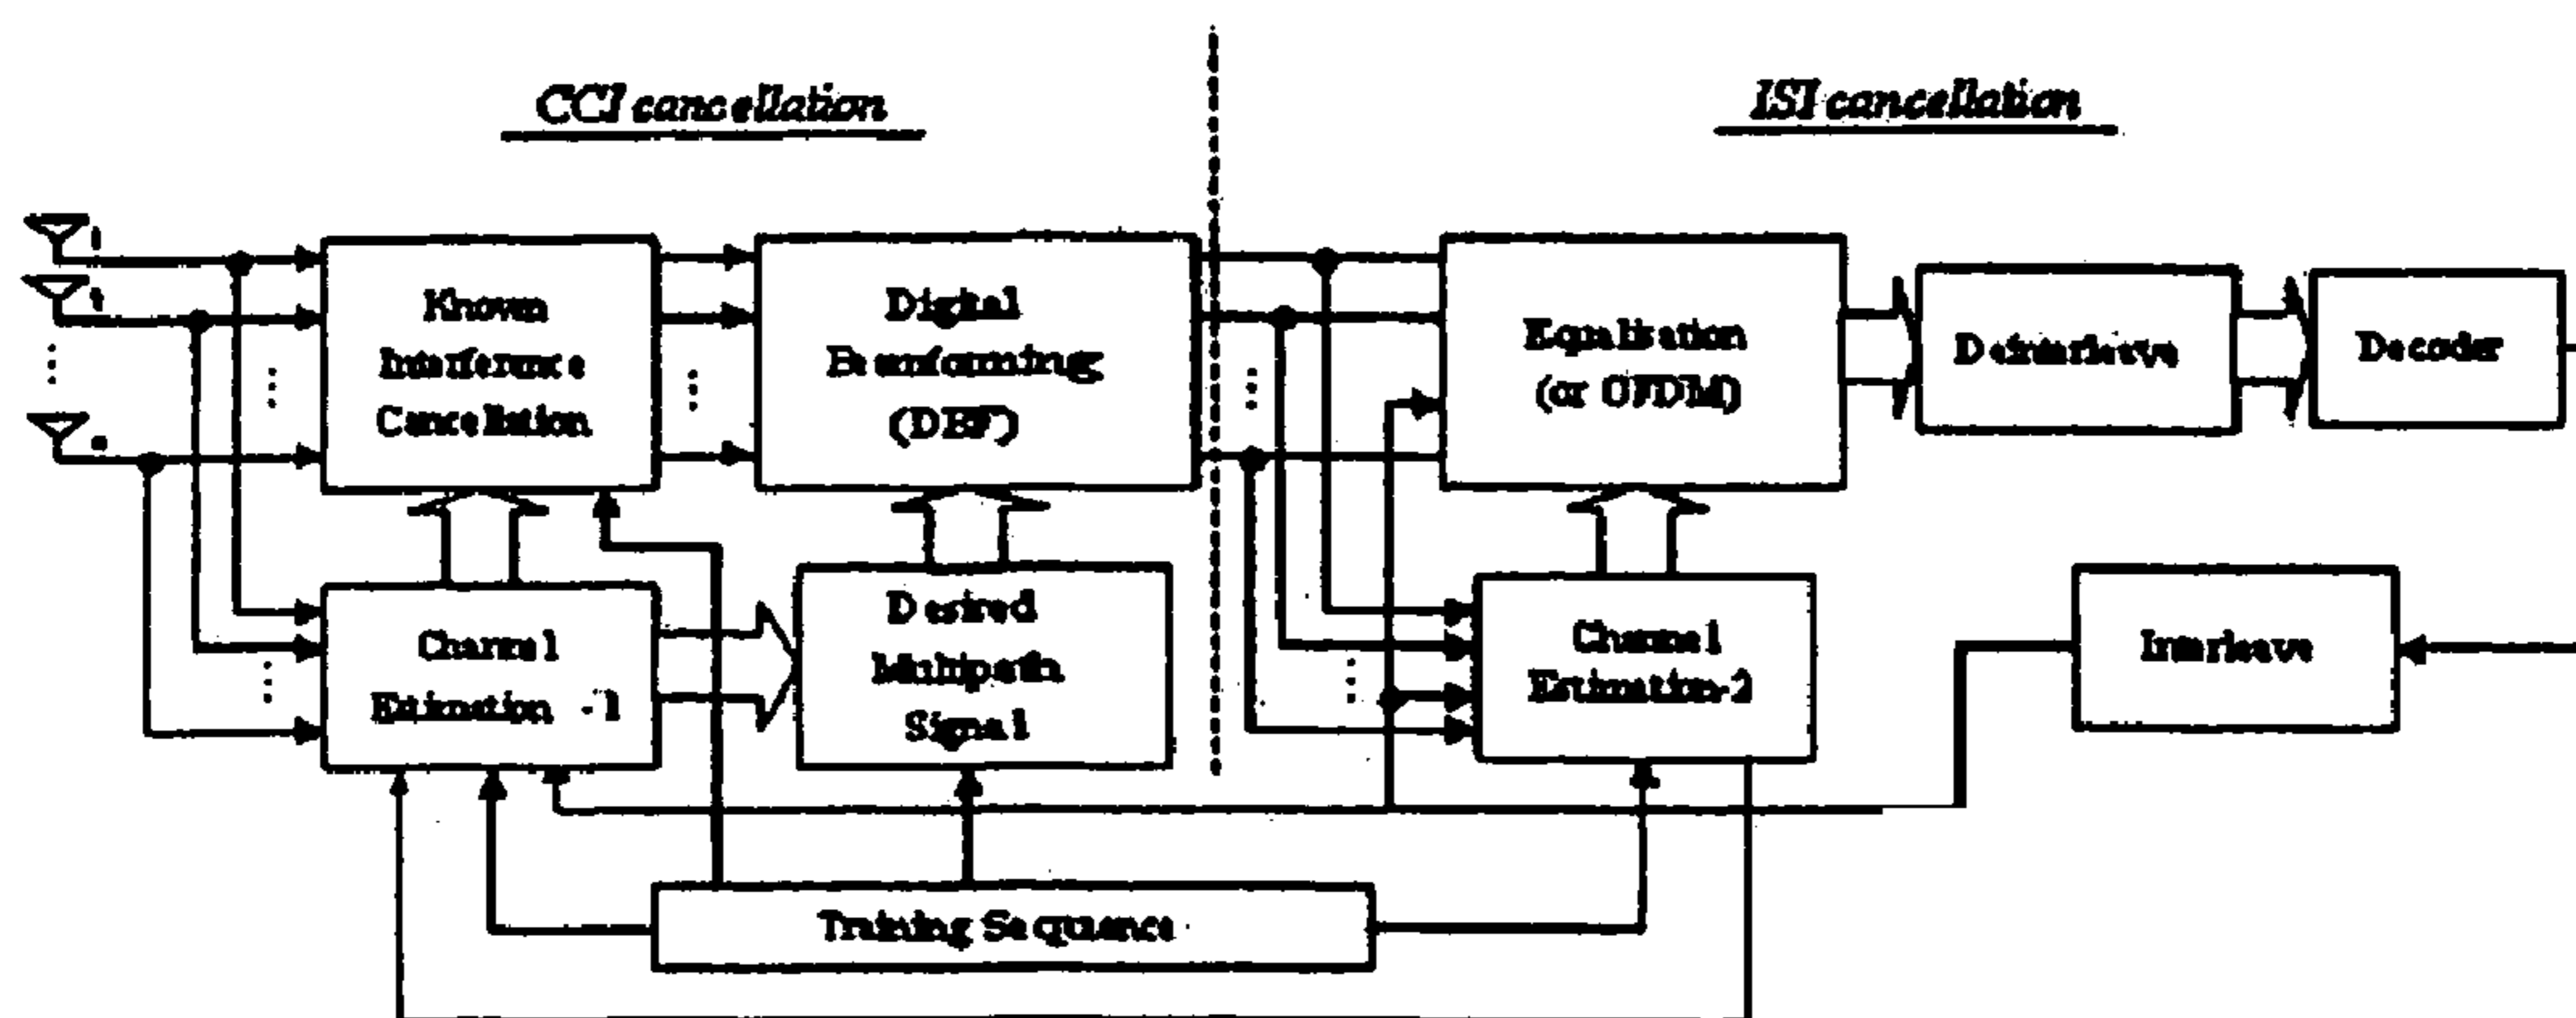 CCI cancellation
ISI cancellation
Known
Interference
Cancellation
Digital
Beamforming
(DBF)
Equalisation
(or OFDM)
Deinterleave
Decoder
Channel
Estimation -1
Desired
Multipath
Signal
Channel
Estimation-2
Interleave
Training Sequence